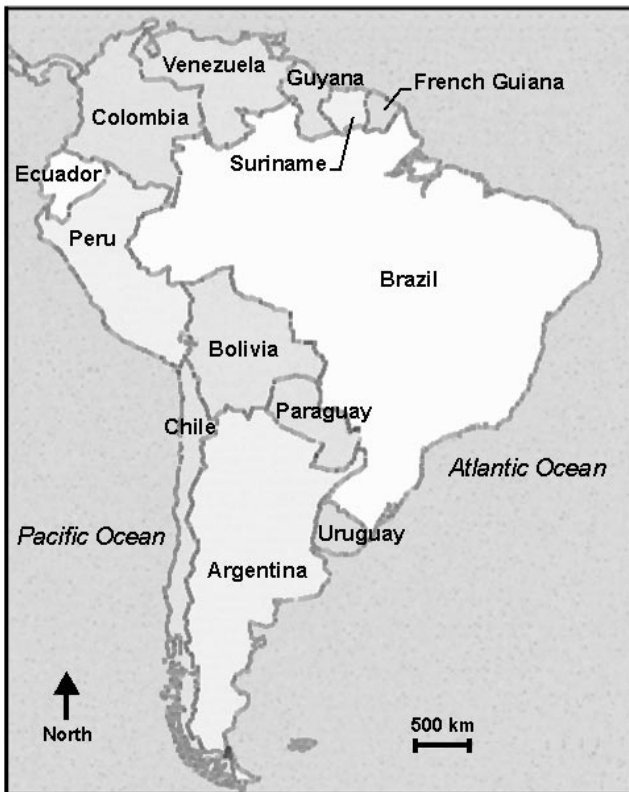 Venezuela
Guyana
French Guiana
Colombia
Suriname
Ecuador
Peru
Brazil
Bolivia
Paraguay
Chile
Atlantic Ocean
Pacific Ocean
Uruguay
Argentina
North
500 km